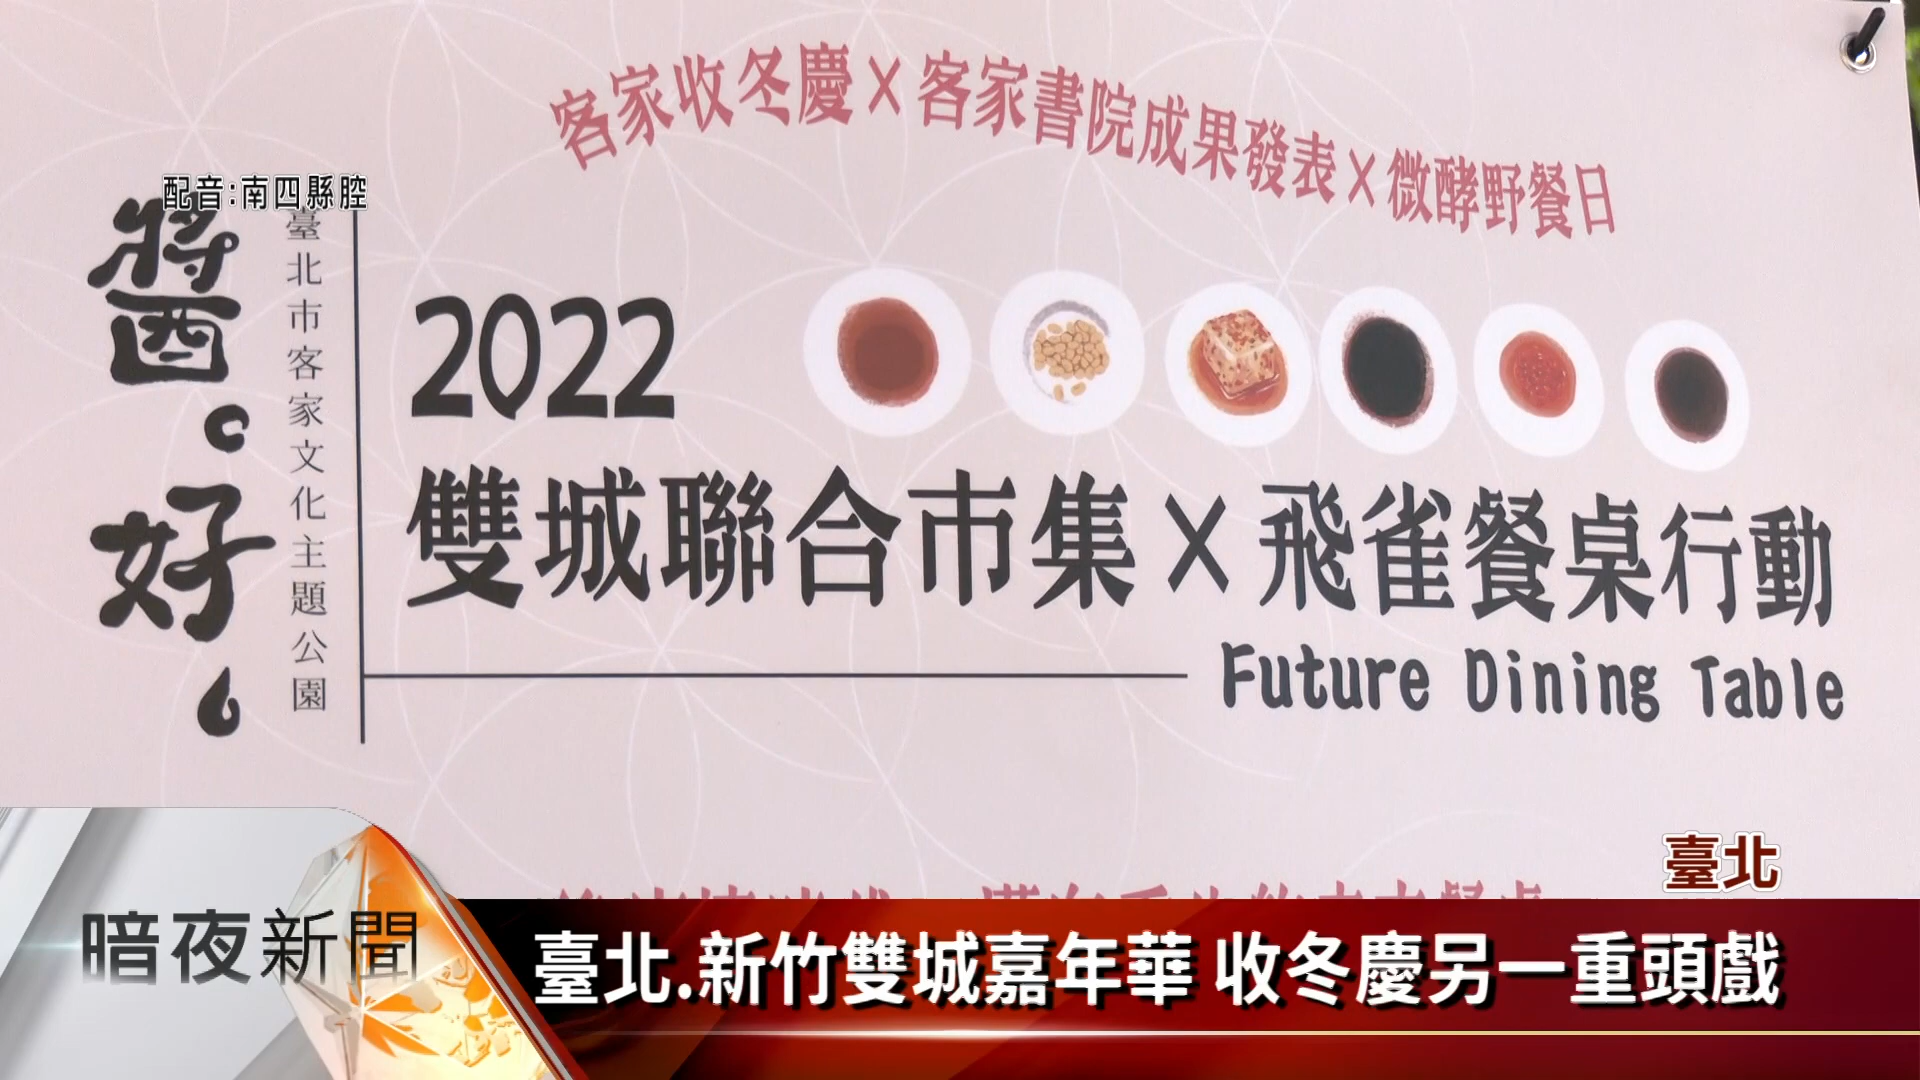 客家收冬慶×客家書院成果發表×微酵野餐日
配音:南四縣腔
醬。好。
臺北市客家文化主題公園
2022
雙城聯合市集×飛雀餐桌行動
Future Dining Table
臺北
暗夜新聞
臺北.新竹雙城嘉年華 收冬慶另一重頭戲